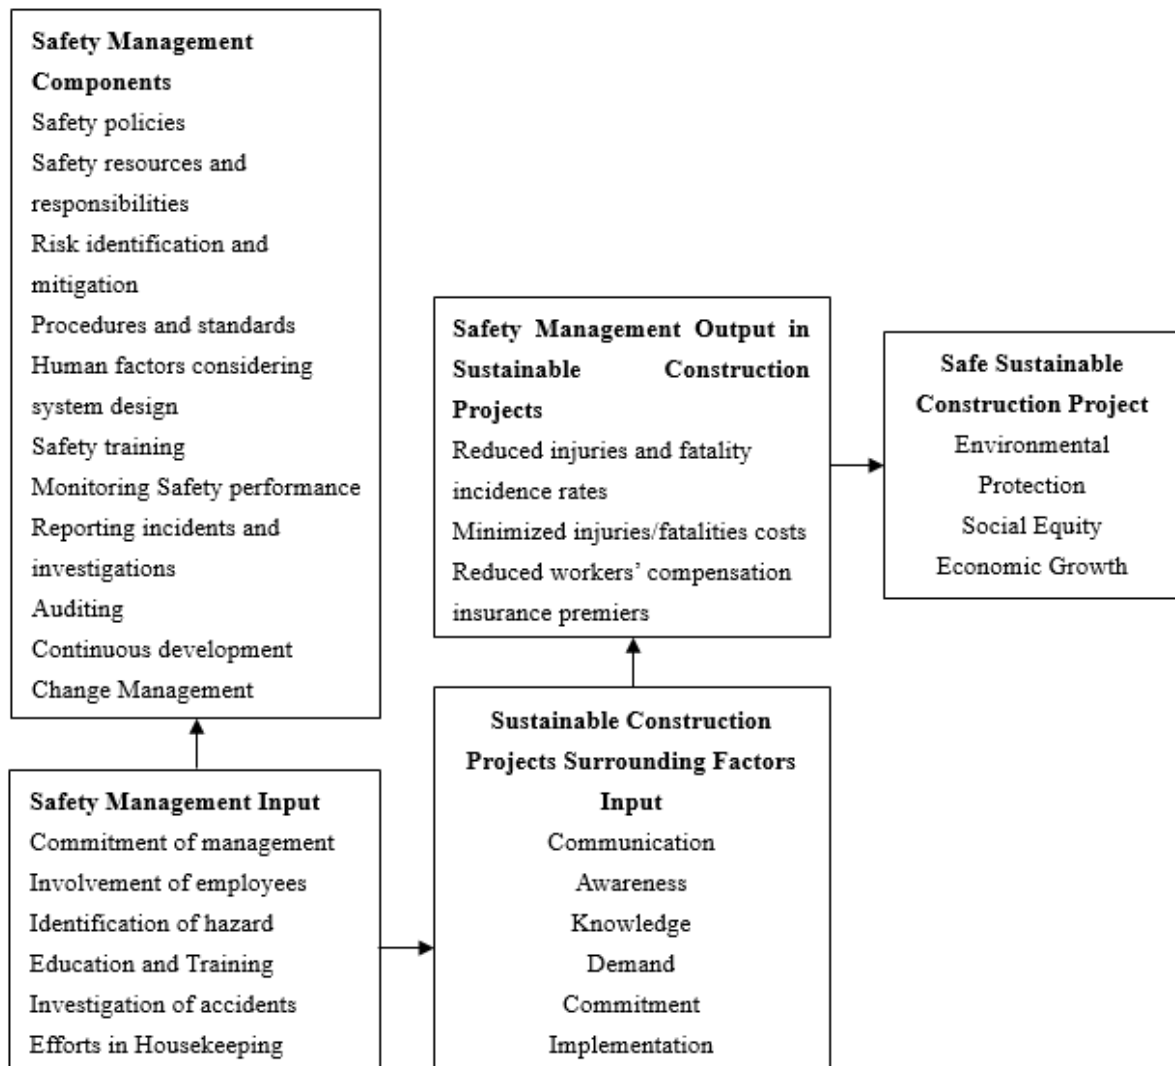 Safety Management
Components
Safety policies
Safety resources and
responsibilities
Risk identification and
mitigation
Procedures and standards
Human factors considering
system design
Safety training
Monitoring Safety performance
Reporting incidents and
investigations
Auditing
Continuous development
Change Management
Safety Management Input
Commitment of management
Involvement of employees
Identification of hazard
Education and Training
Investigation of accidents
Efforts in Housekeeping
Sustainable Construction
Projects Surrounding Factors
Input
Communication
Awareness
Knowledge
Demand
Commitment
Implementation
Safety Management Output in
Sustainable Construction
Projects
Reduced injuries and fatality
incidence rates
Minimized injuries/fatalities costs
Reduced workers’ compensation
insurance premiers
Safe Sustainable
Construction Project
Environmental
Protection
Social Equity
Economic Growth